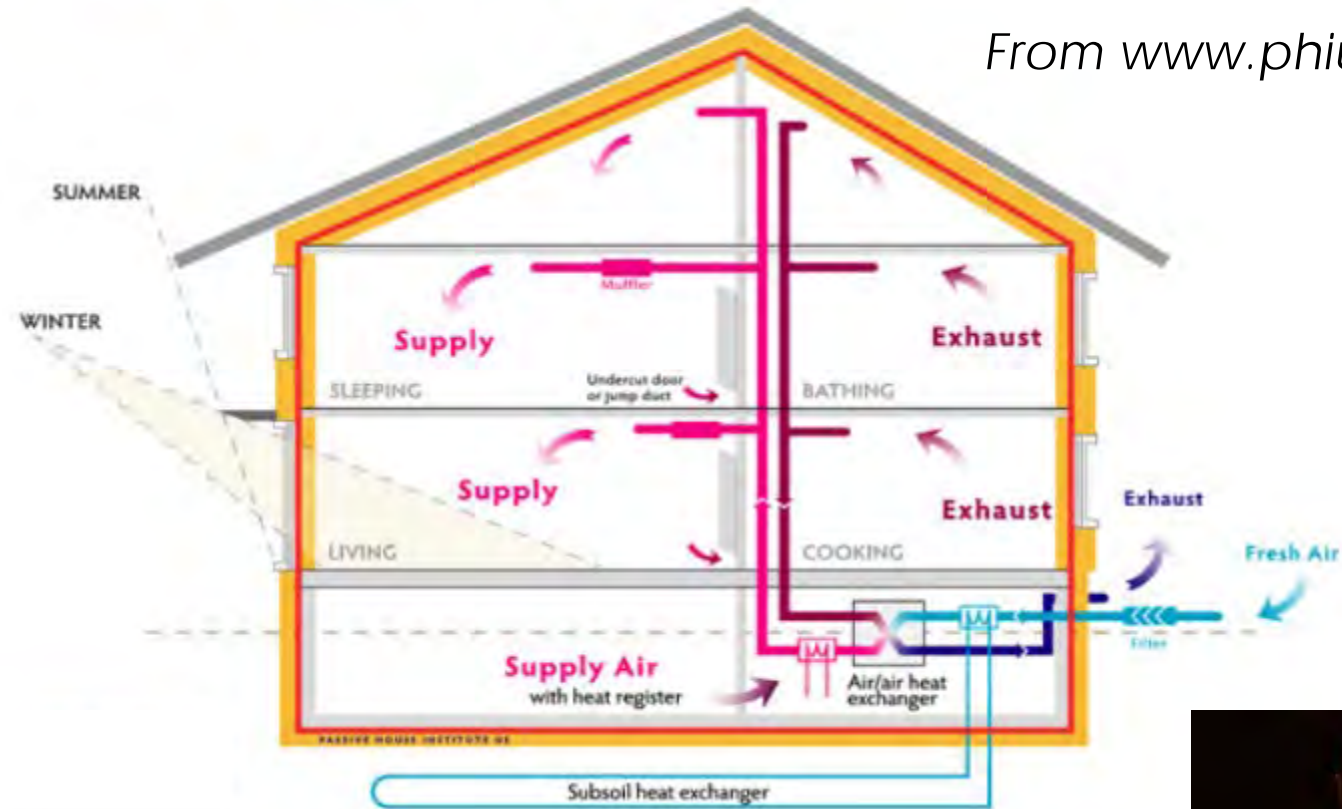 From www.phiu
SUMMER
WINTER
Muffler
Supply
Exhaust
SLEEPING
Undercut door
or jump duct
BATHING
Supply
Exhaust
Exhaust
Fresh Air
LIVING
COOKING
Filter
Supply Air
with heat register
Air/air heat
exchanger
PASSIVE HOUSE INSTITUTE US
Subsoil heat exchanger